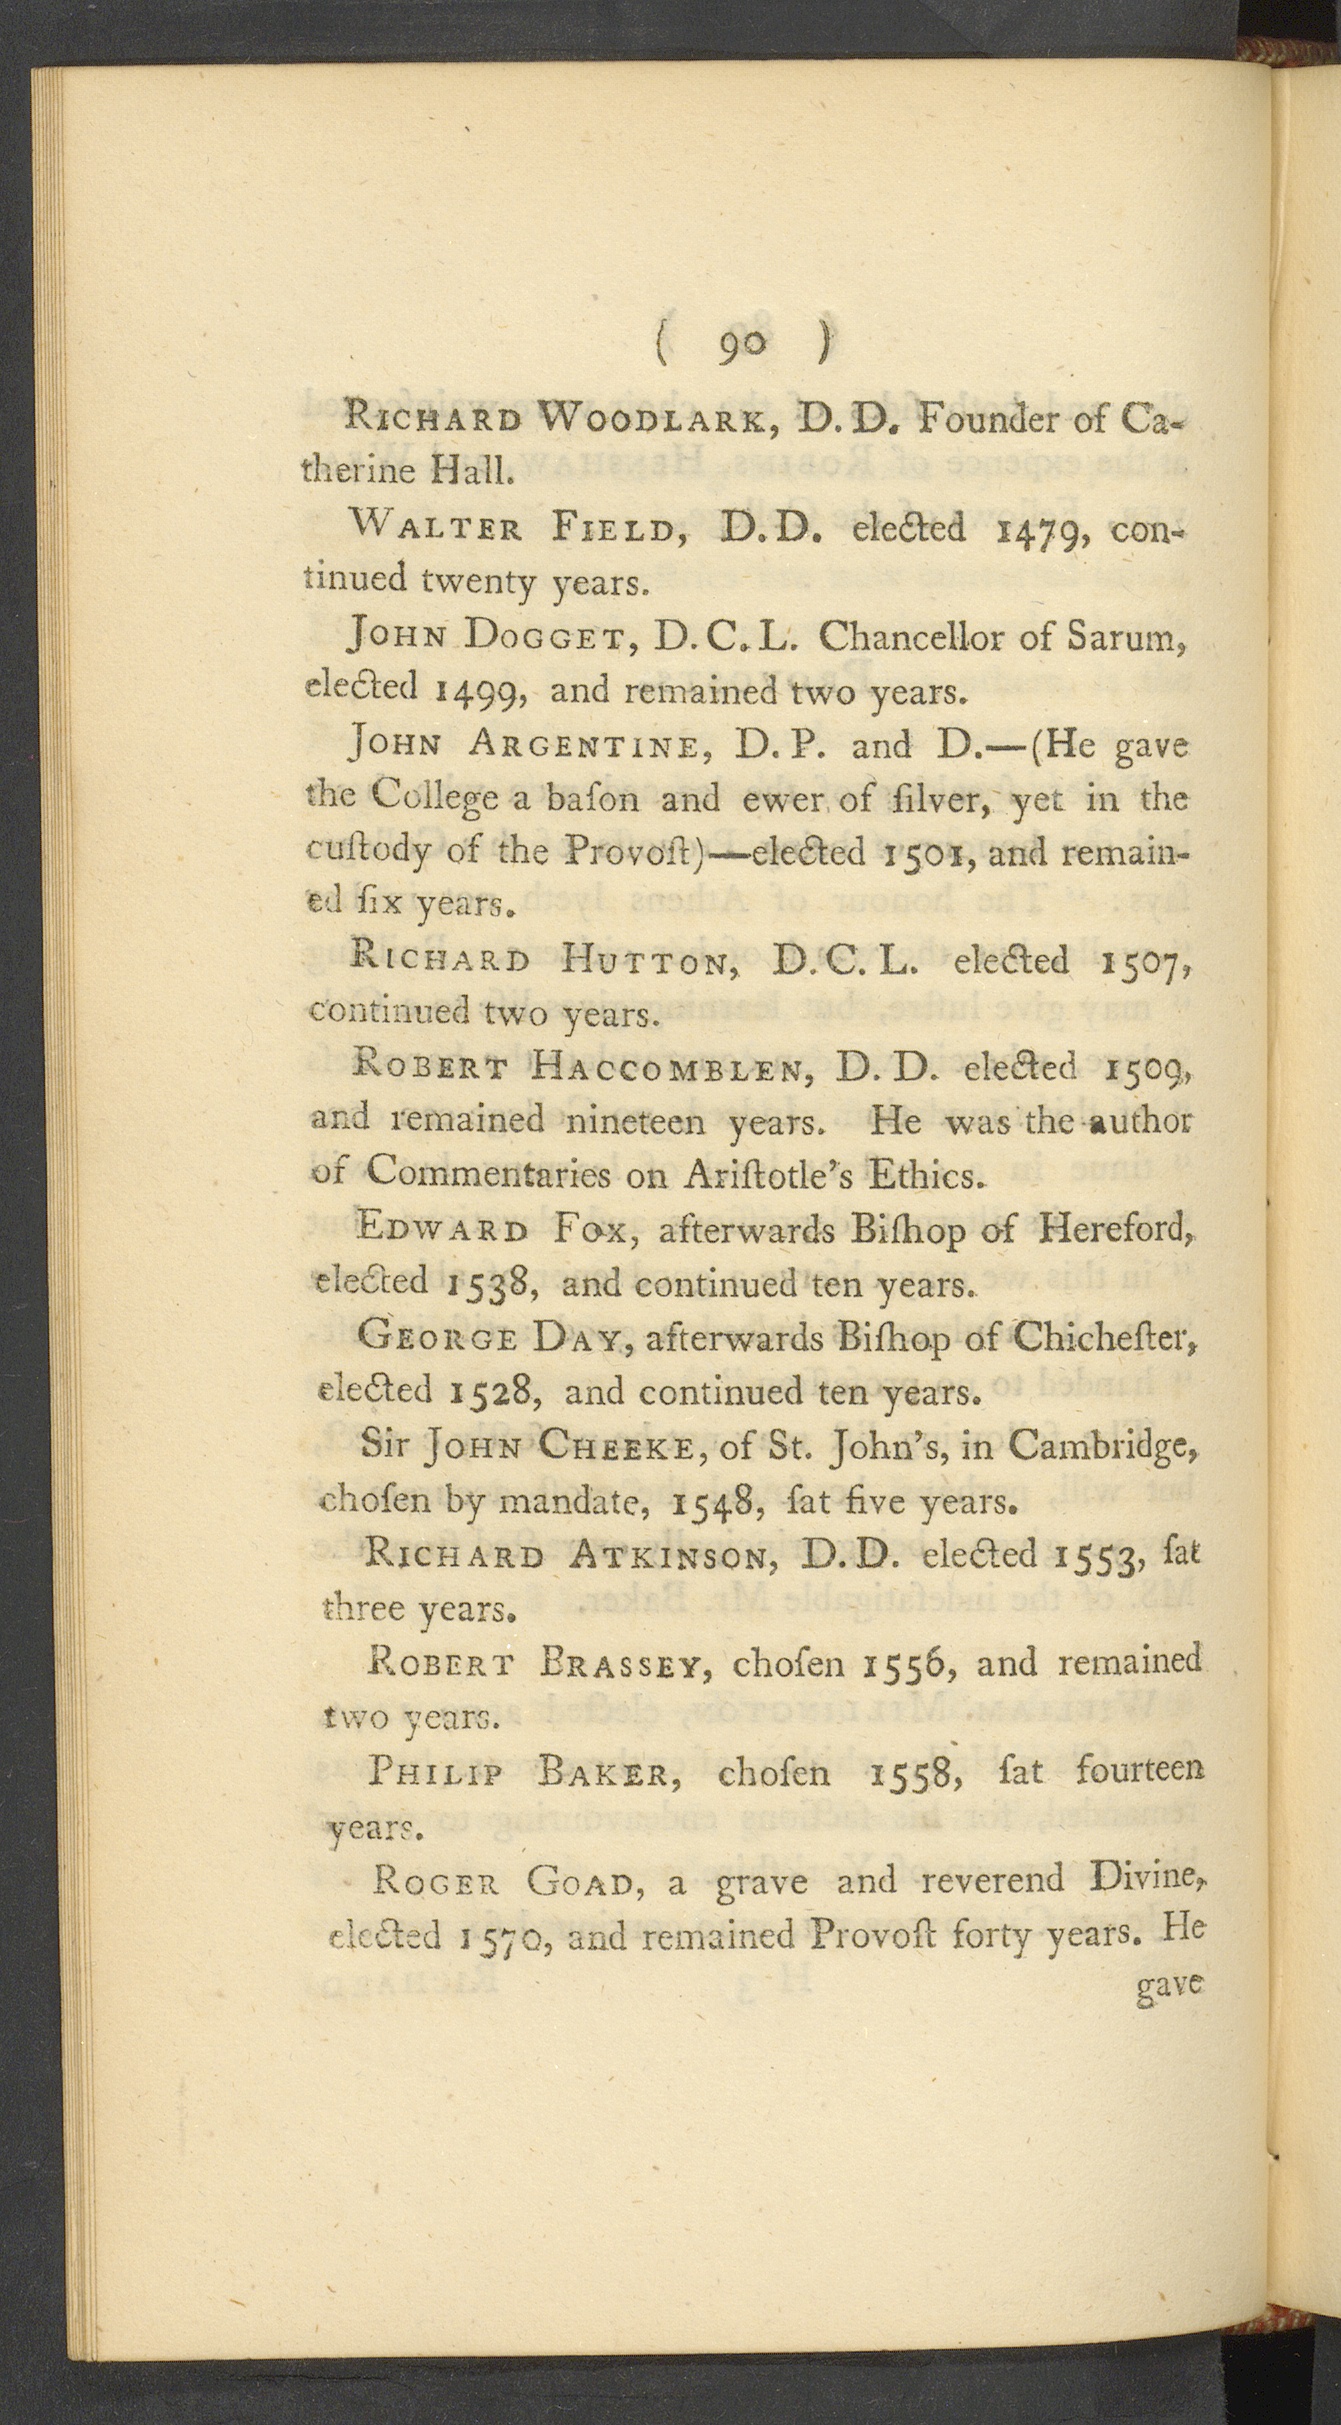 ( 90 )
RICHARD WOODLARK, D.D. Founder of Ca-
therine Hall.
WALTER FIELD, D.D. elected 1479, con-
tinued twenty years.
JOHN DOGGET, D.C.L. Chancellor of Sarum,
elected 1499, and remained two years.
JOHN ARGENTINE, D.P. and D.—(He gave
the College a baſon and ewer of ſilver, yet in the
cuſtody of the Provoſt)—elected 1501, and remain-
ed ſix years.
RICHARD HUTTON, D.C.L. elected 1507,
continued two years.
ROBERT HACCOMBLEN, D.D. elected 1509,
and remained nineteen years. He was the author
of Commentaries on Ariſtotle's Ethics.
EDWARD FOX, afterwards Biſhop of Hereford,
elected 1538, and continued ten years.
GEORGE DAY, afterwards Biſhop of Chicheſter,
elected 1528, and continued ten years.
Sir JOHN CHEEKE, of St. John's, in Cambridge,
choſen by mandate, 1548, ſat five years.
RICHARD ATKINSON, D.D. elected 1553, ſat
three years.
ROBERT BRASSEY, choſen 1556, and remained
two years.
PHILIP BAKER, choſen 1558, ſat fourteen
years.
ROGER GOAD, a grave and reverend Divine,
elected 1570, and remained Provoſt forty years. He
gave